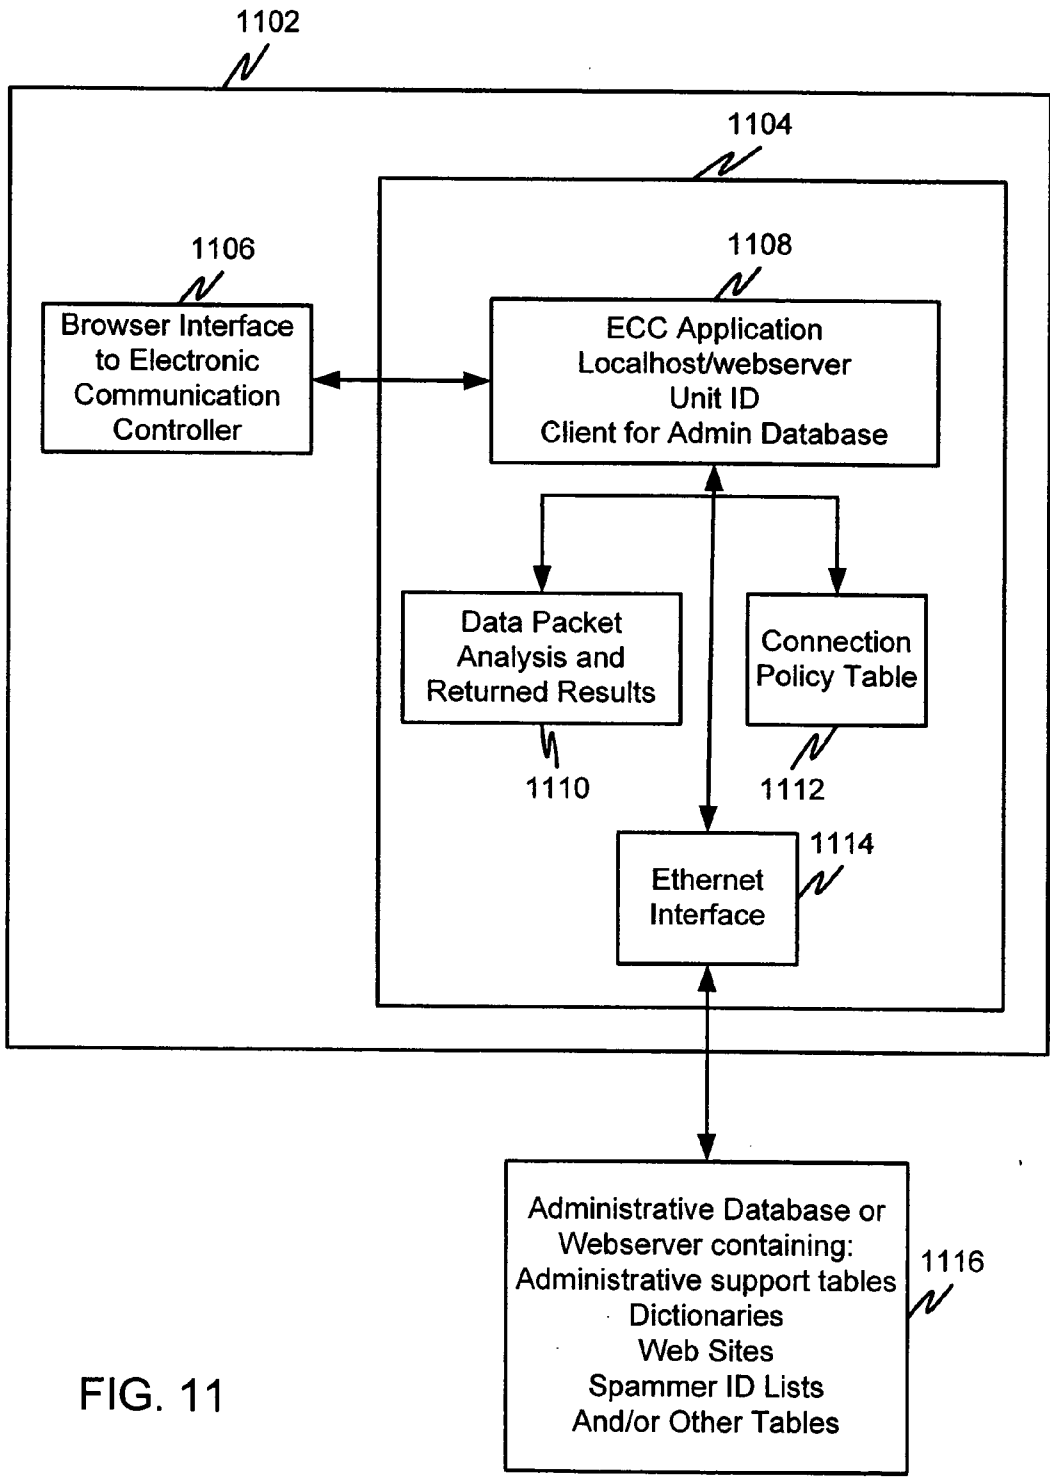 1102
1104
1106
1108
Browser Interface
to Electronic
Communication
Controller
ECC Application
Localhost/webserver
Unit ID
Client for Admin Database
Data Packet
Analysis and
Returned Results
Connection
Policy Table
1110
1112
1114
Ethernet
Interface
Administrative Database or
Webserver containing:
Administrative support tables
Dictionaries
Web Sites
Spammer ID Lists
And/or Other Tables
1116
FIG. 11